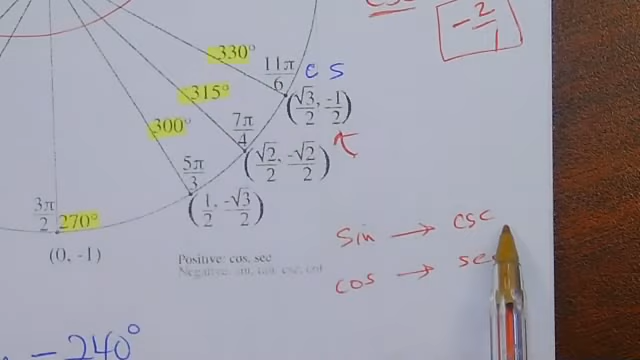 csc
-2/1
330°
11π/6
c s
(√3/2, -1/2)
315°
7π/4
(√2/2, -√2/2)
300°
5π/3
(1/2, -√3/2)
3π/2
270°
(0, -1)
Positive: cos, sec
Negative: sin, tan, csc, cot
sin → csc
cos → sec
- 240°